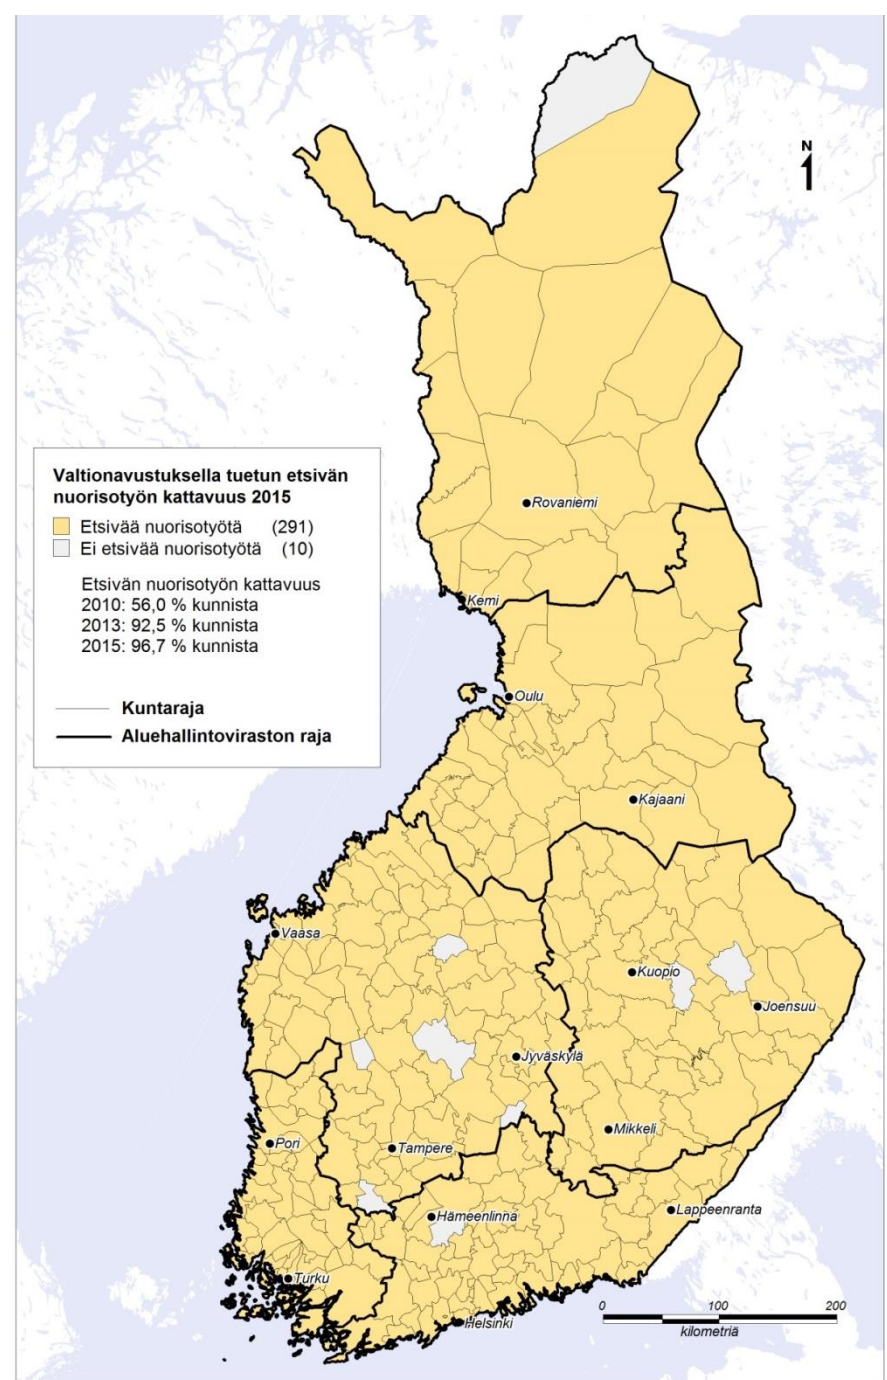 N
Valtionavustuksella tuetun etsivän
nuorisotyön kattavuus 2015
Etsivää nuorisotyötä (291)
Ei etsivää nuorisotyötä (10)
Etsivän nuorisotyön kattavuus
2010: 56,0 % kunnista
2013: 92,5 % kunnista
2015: 96,7 % kunnista
Kuntaraja
Aluehallintoviraston raja
Rovaniemi
Kemi
Oulu
Kajaani
Vaasa
Kuopio
Joensuu
Jyväskylä
Mikkeli
Pori
Tampere
Lappeenranta
Hämeenlinna
Turku
Helsinki
0 100 200
kilometriä